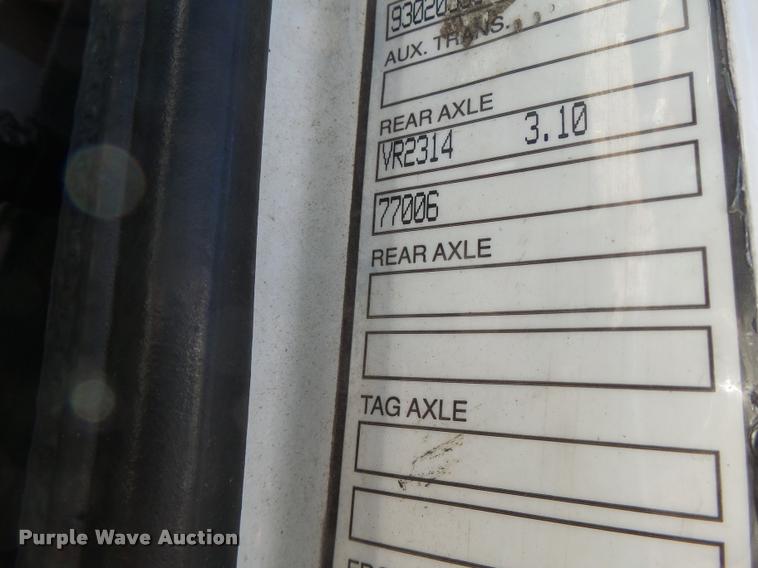 AUX. TRANS.
REAR AXLE
VR2314 3.10
77006
REAR AXLE
TAG AXLE
Purple Wave Auction